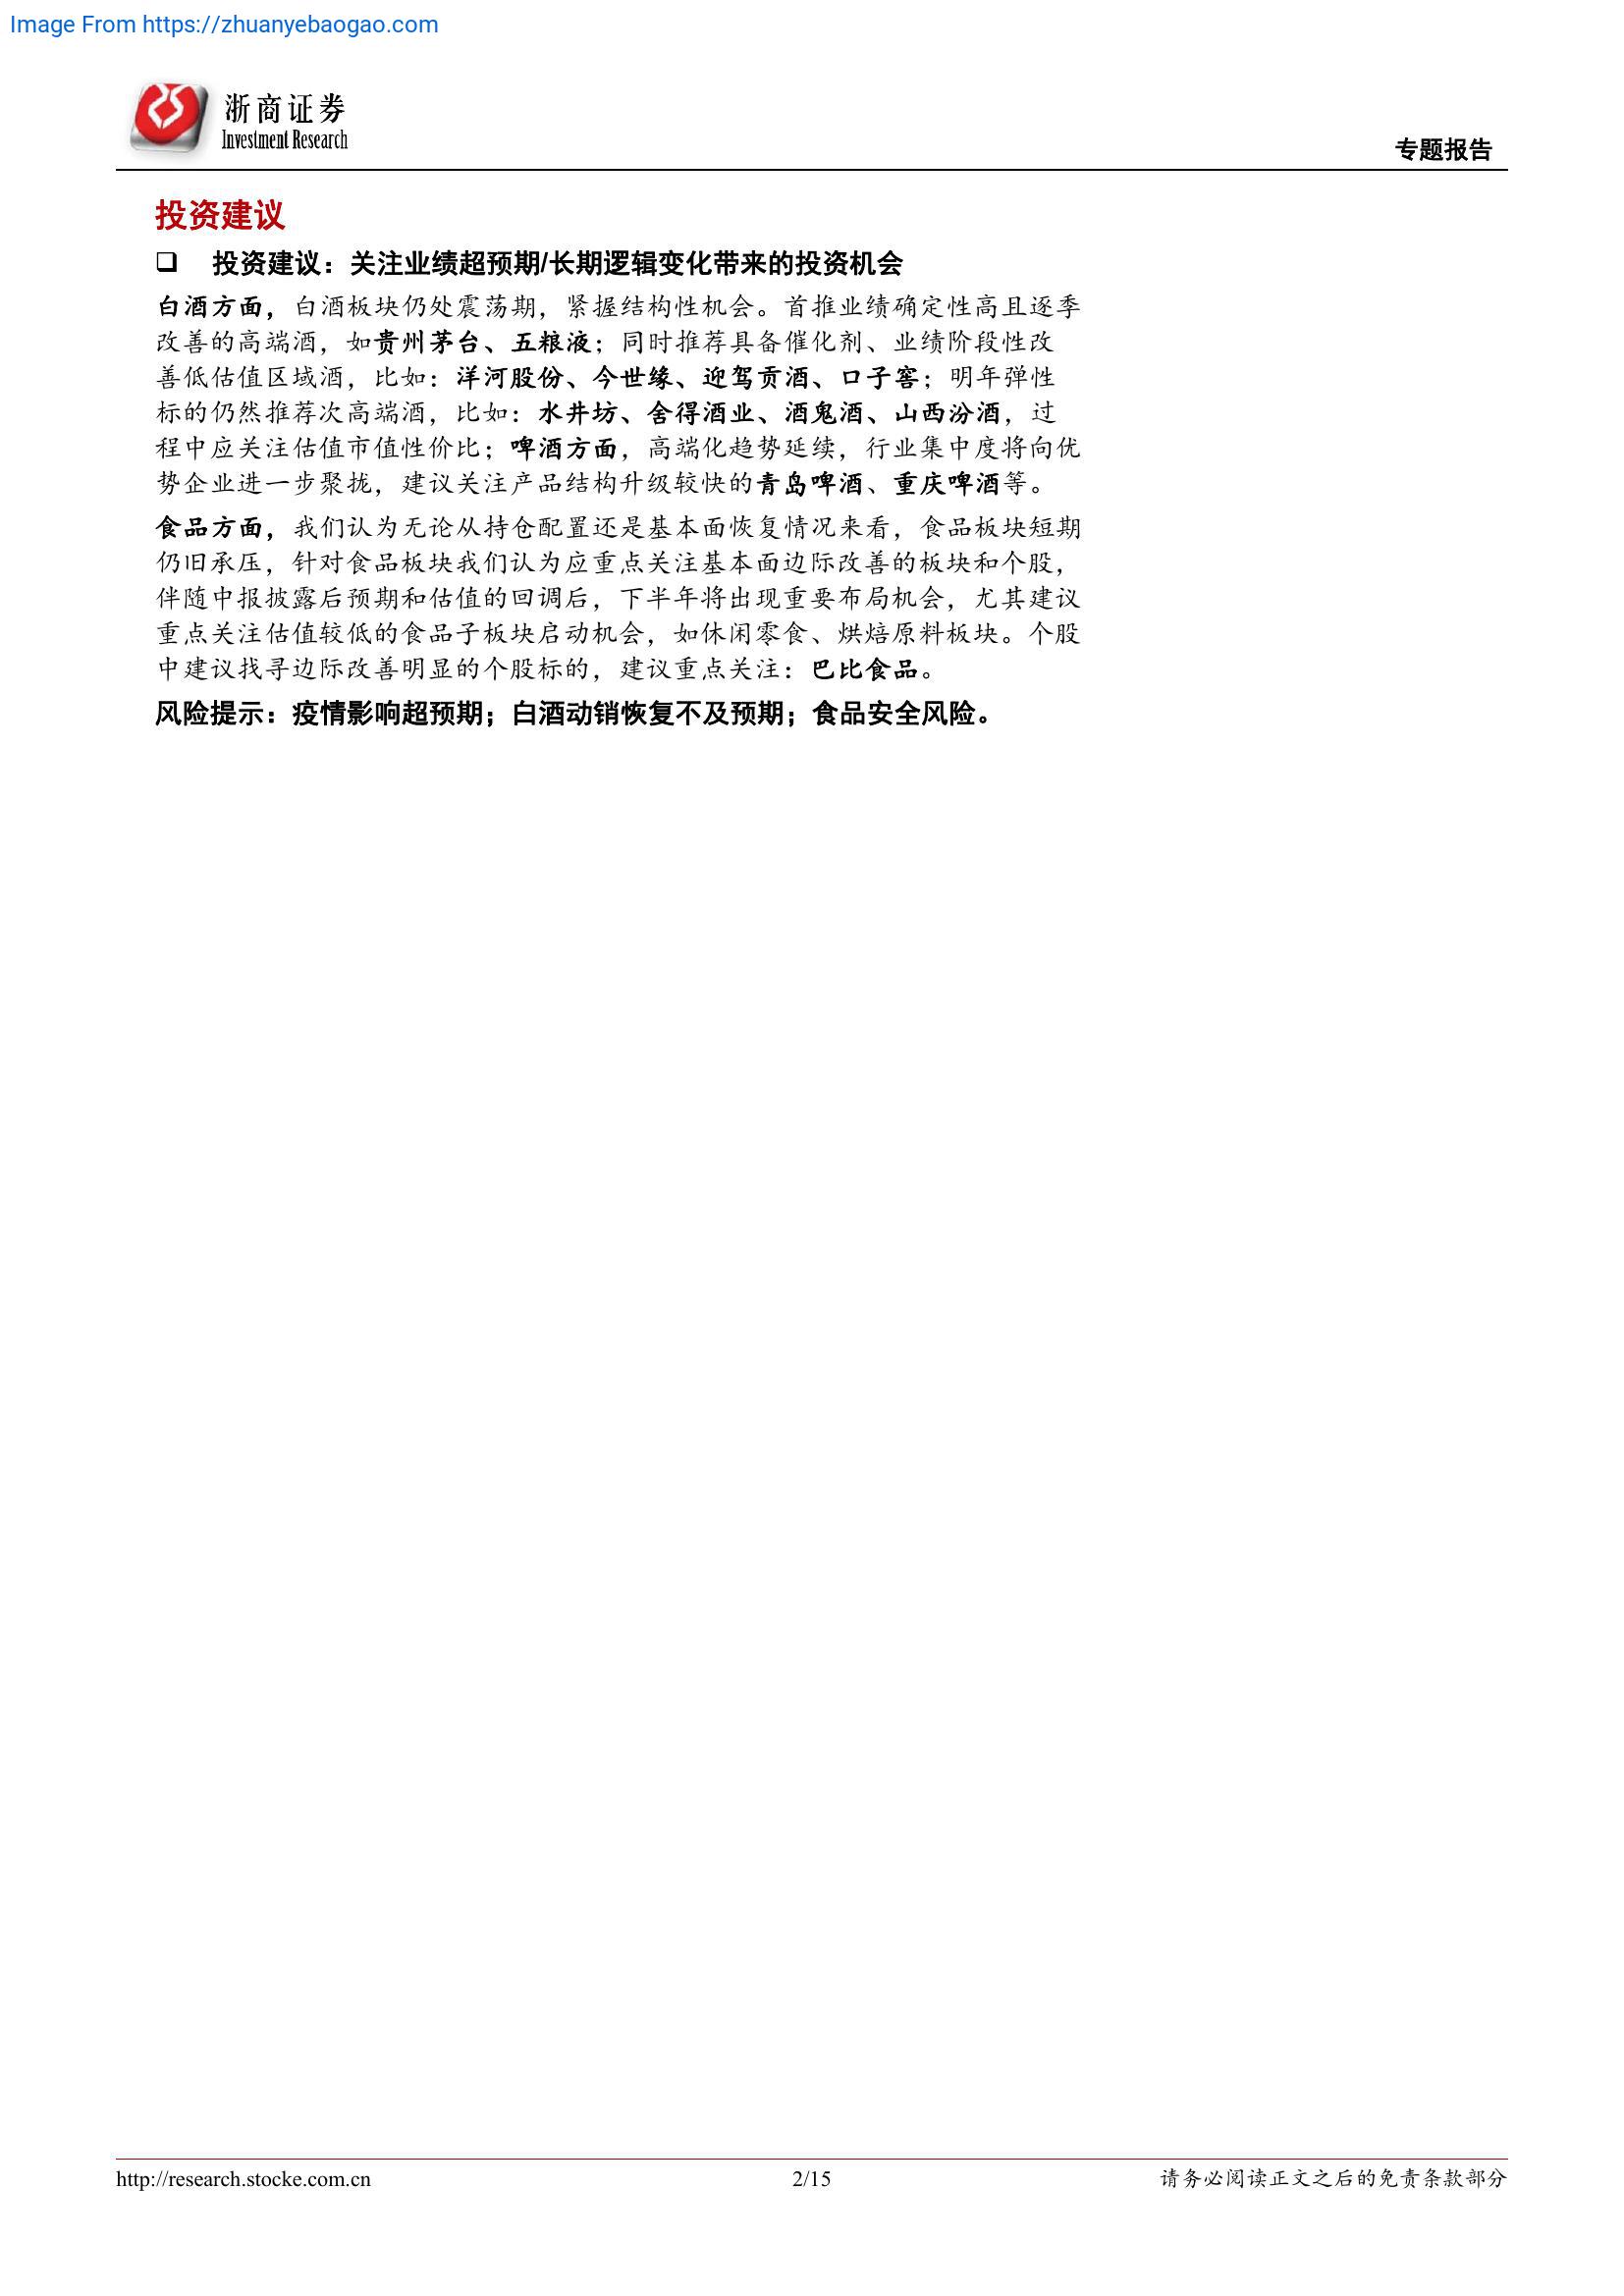 Image From https://zhuanyebaogao.com
浙商证券
Investment Research
专题报告
投资建议
❑ 投资建议：关注业绩超预期/长期逻辑变化带来的投资机会
白酒方面，白酒板块仍处震荡期，紧握结构性机会。首推业绩确定性高且逐季
改善的高端酒，如贵州茅台、五粮液；同时推荐具备催化剂、业绩阶段性改
善低估值区域酒，比如：洋河股份、今世缘、迎驾贡酒、口子窖；明年弹性
标的仍然推荐次高端酒，比如：水井坊、舍得酒业、酒鬼酒、山西汾酒，过
程中应关注估值市值性价比；啤酒方面，高端化趋势延续，行业集中度将向优
势企业进一步聚拢，建议关注产品结构升级较快的青岛啤酒、重庆啤酒等。
食品方面，我们认为无论从持仓配置还是基本面恢复情况来看，食品板块短期
仍旧承压，针对食品板块我们认为应重点关注基本面边际改善的板块和个股，
伴随中报披露后预期和估值的回调后，下半年将出现重要布局机会，尤其建议
重点关注估值较低的食品子板块启动机会，如休闲零食、烘焙原料板块。个股
中建议找寻边际改善明显的个股标的，建议重点关注：巴比食品。
风险提示：疫情影响超预期；白酒动销恢复不及预期；食品安全风险。
http://research.stocke.com.cn
2/15
请务必阅读正文之后的免责条款部分